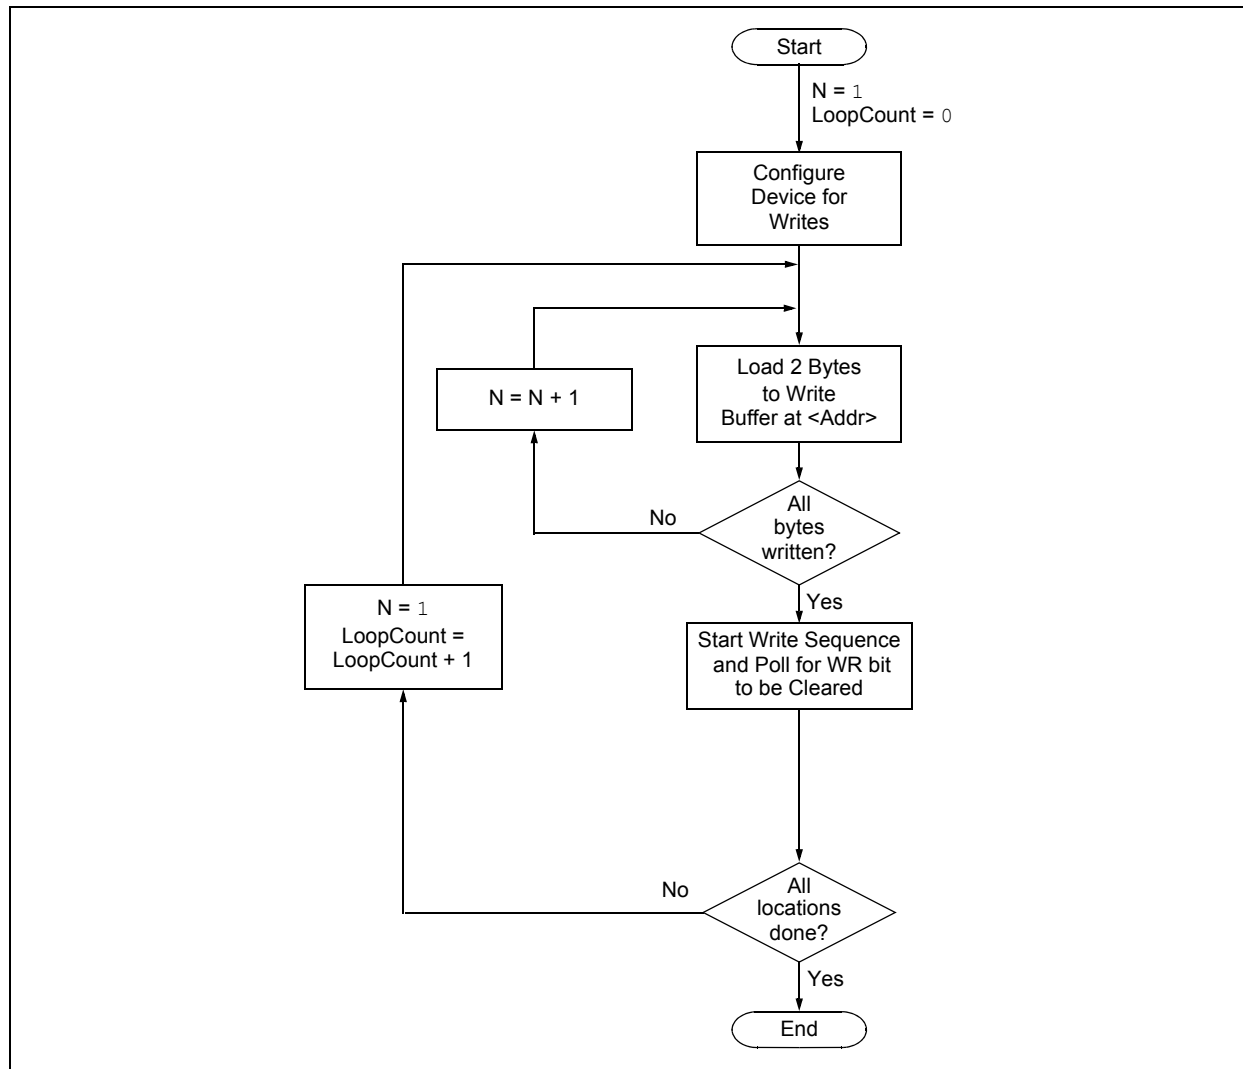 Start
N = 1
LoopCount = 0
Configure
Device for
Writes
Load 2 Bytes
to Write
Buffer at <Addr>
N = N + 1
All
bytes
written?
No
Yes
N = 1
LoopCount =
LoopCount + 1
Start Write Sequence
and Poll for WR bit
to be Cleared
No
All
locations
done?
Yes
End